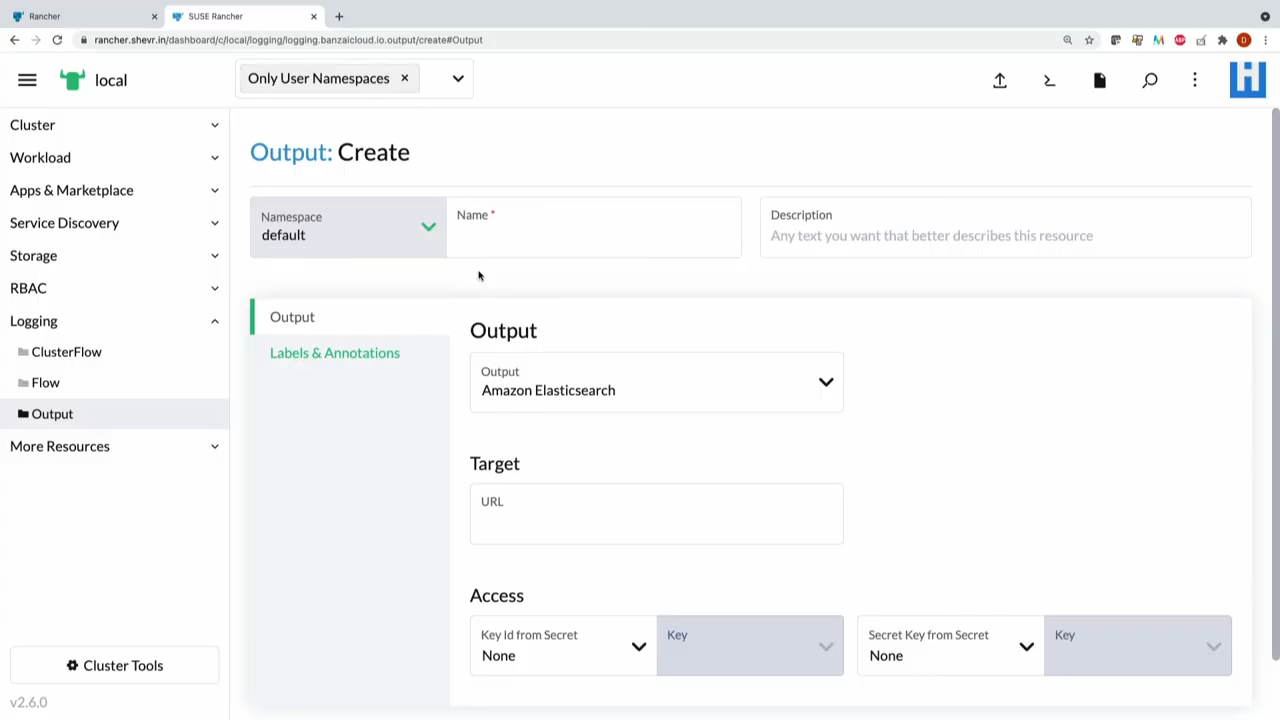 Rancher
SUSE Rancher
rancher.shevr.in/dashboard/c/local/logging/logging.banzaicloud.io.output/create#Output
local
Only User Namespaces
Cluster
Workload
Apps & Marketplace
Service Discovery
Storage
RBAC
Logging
ClusterFlow
Flow
Output
More Resources
Cluster Tools
v2.6.0
Output: Create
Namespace
default
Name *
Description
Any text you want that better describes this resource
Output
Labels & Annotations
Output
Output
Amazon Elasticsearch
Target
URL
Access
Key Id from Secret
None
Key
Secret Key from Secret
None
Key